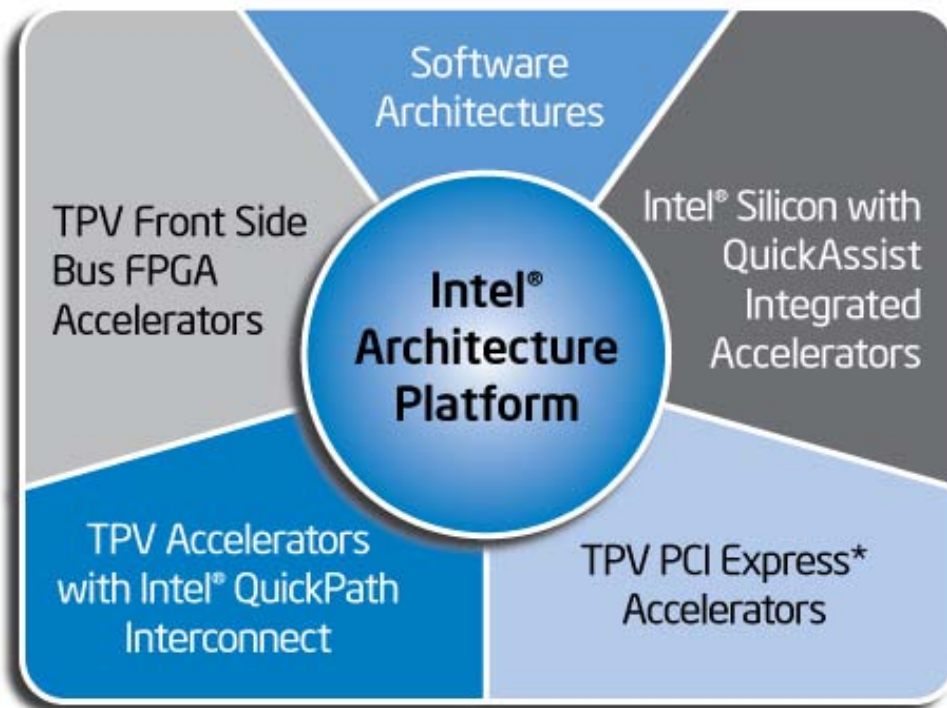 Software
Architectures
TPV Front Side
Bus FPGA
Accelerators
Intel® Silicon with
QuickAssist
Integrated
Accelerators
Intel®
Architecture
Platform
TPV Accelerators
with Intel® QuickPath
Interconnect
TPV PCI Express*
Accelerators